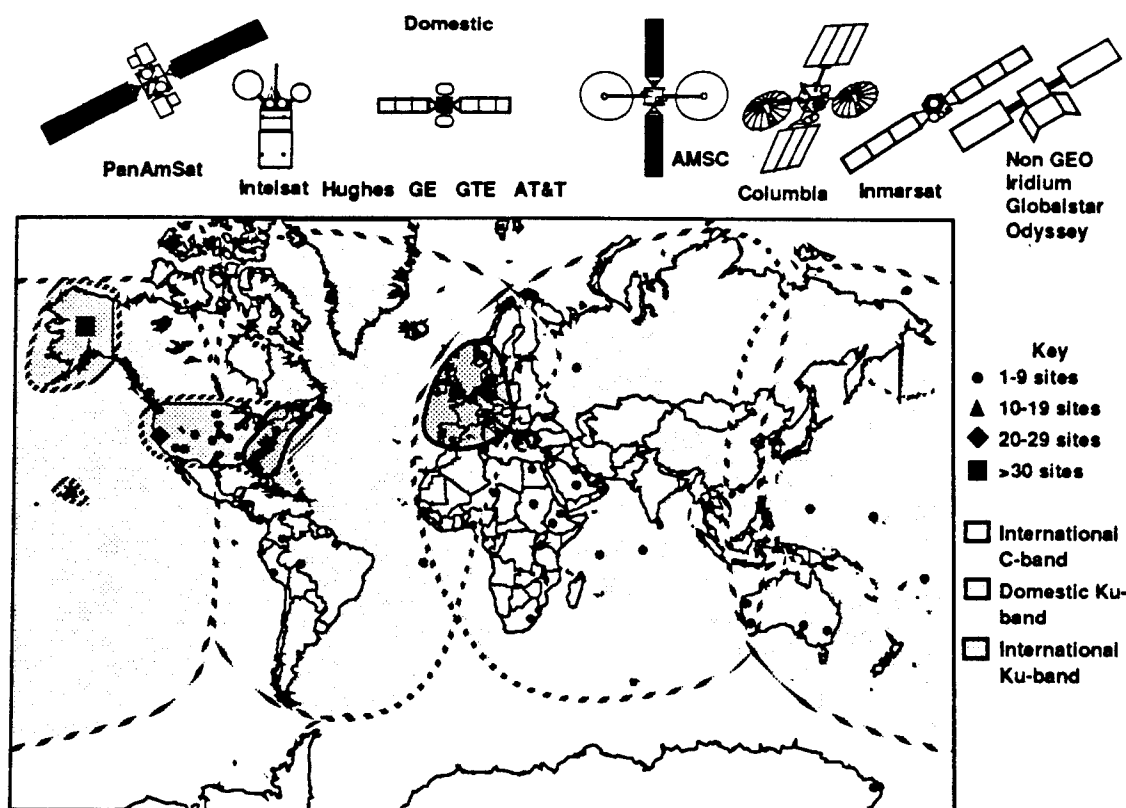 Domestic
PanAmSat
Intelsat Hughes GE GTE AT&T
AMSC
Columbia
Inmarsat
Non GEO
Iridium
Globalstar
Odyssey
Key
1-9 sites
10-19 sites
20-29 sites
>30 sites
International
C-band
Domestic Ku-
band
International
Ku-band